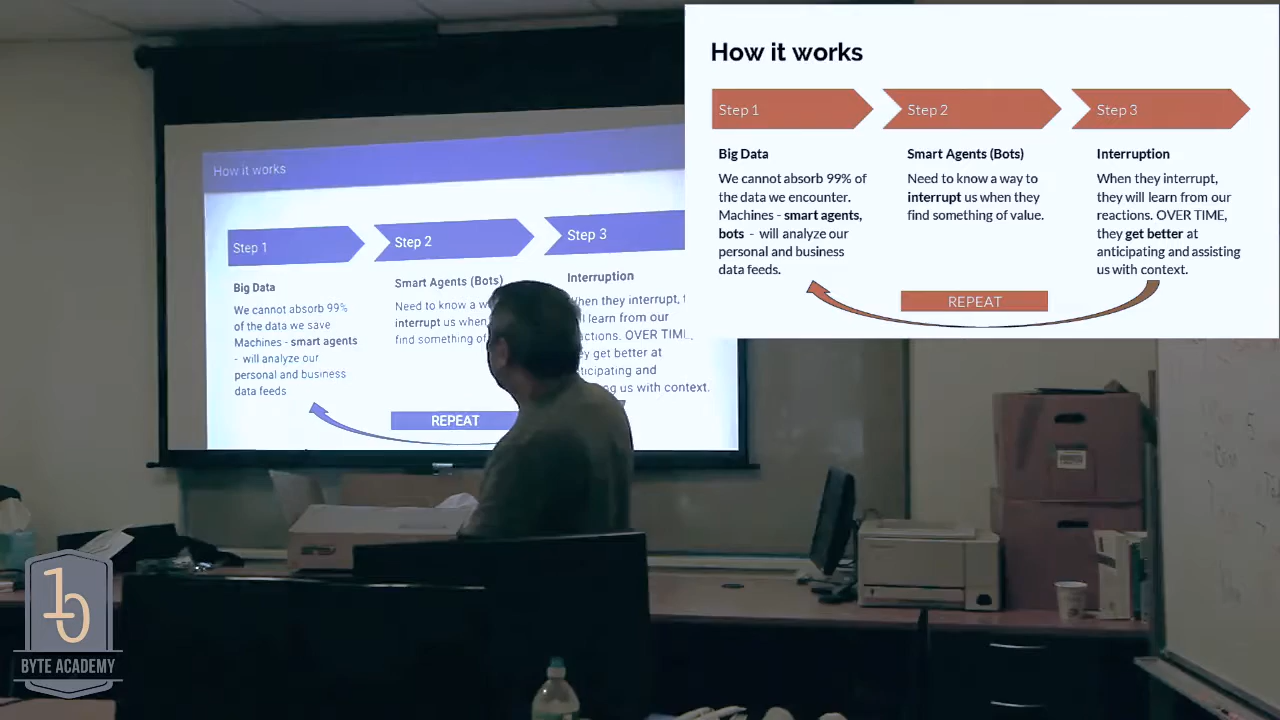 How it works
Step 1
Step 2
Step 3
Big Data
We cannot absorb 99%
of the data we save
Machines - smart agents
- will analyze our
personal and business
data feeds
Smart Agents (Bots)
Need to know a
interrupt us when
find something of
Interruption
When they interrupt,
learn from our
OVER TIME,
get better at
us with context.
REPEAT
How it works
Step 1
Step 2
Step 3
Big Data
We cannot absorb 99% of
the data we encounter.
Machines - smart agents,
bots - will analyze our
personal and business
data feeds.
Smart Agents (Bots)
Need to know a way to
interrupt us when they
find something of value.
Interruption
When they interrupt,
they will learn from our
reactions. OVER TIME,
they get better at
anticipating and assisting
us with context.
REPEAT
BYTE ACADEMY